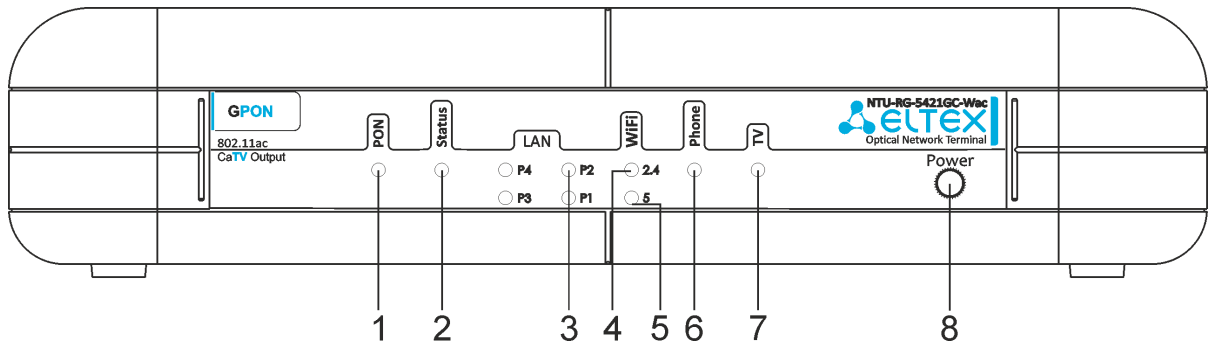 GPON
802.11ac
CaTV Output
PON
Status
LAN
WiFi
Phone
TV
NTU-RG-5421GC-Wac
ELTEX
Optical Network Terminal
Power
P4 P2 2.4
P3 P1 5
1 2 3 4 5 6 7 8